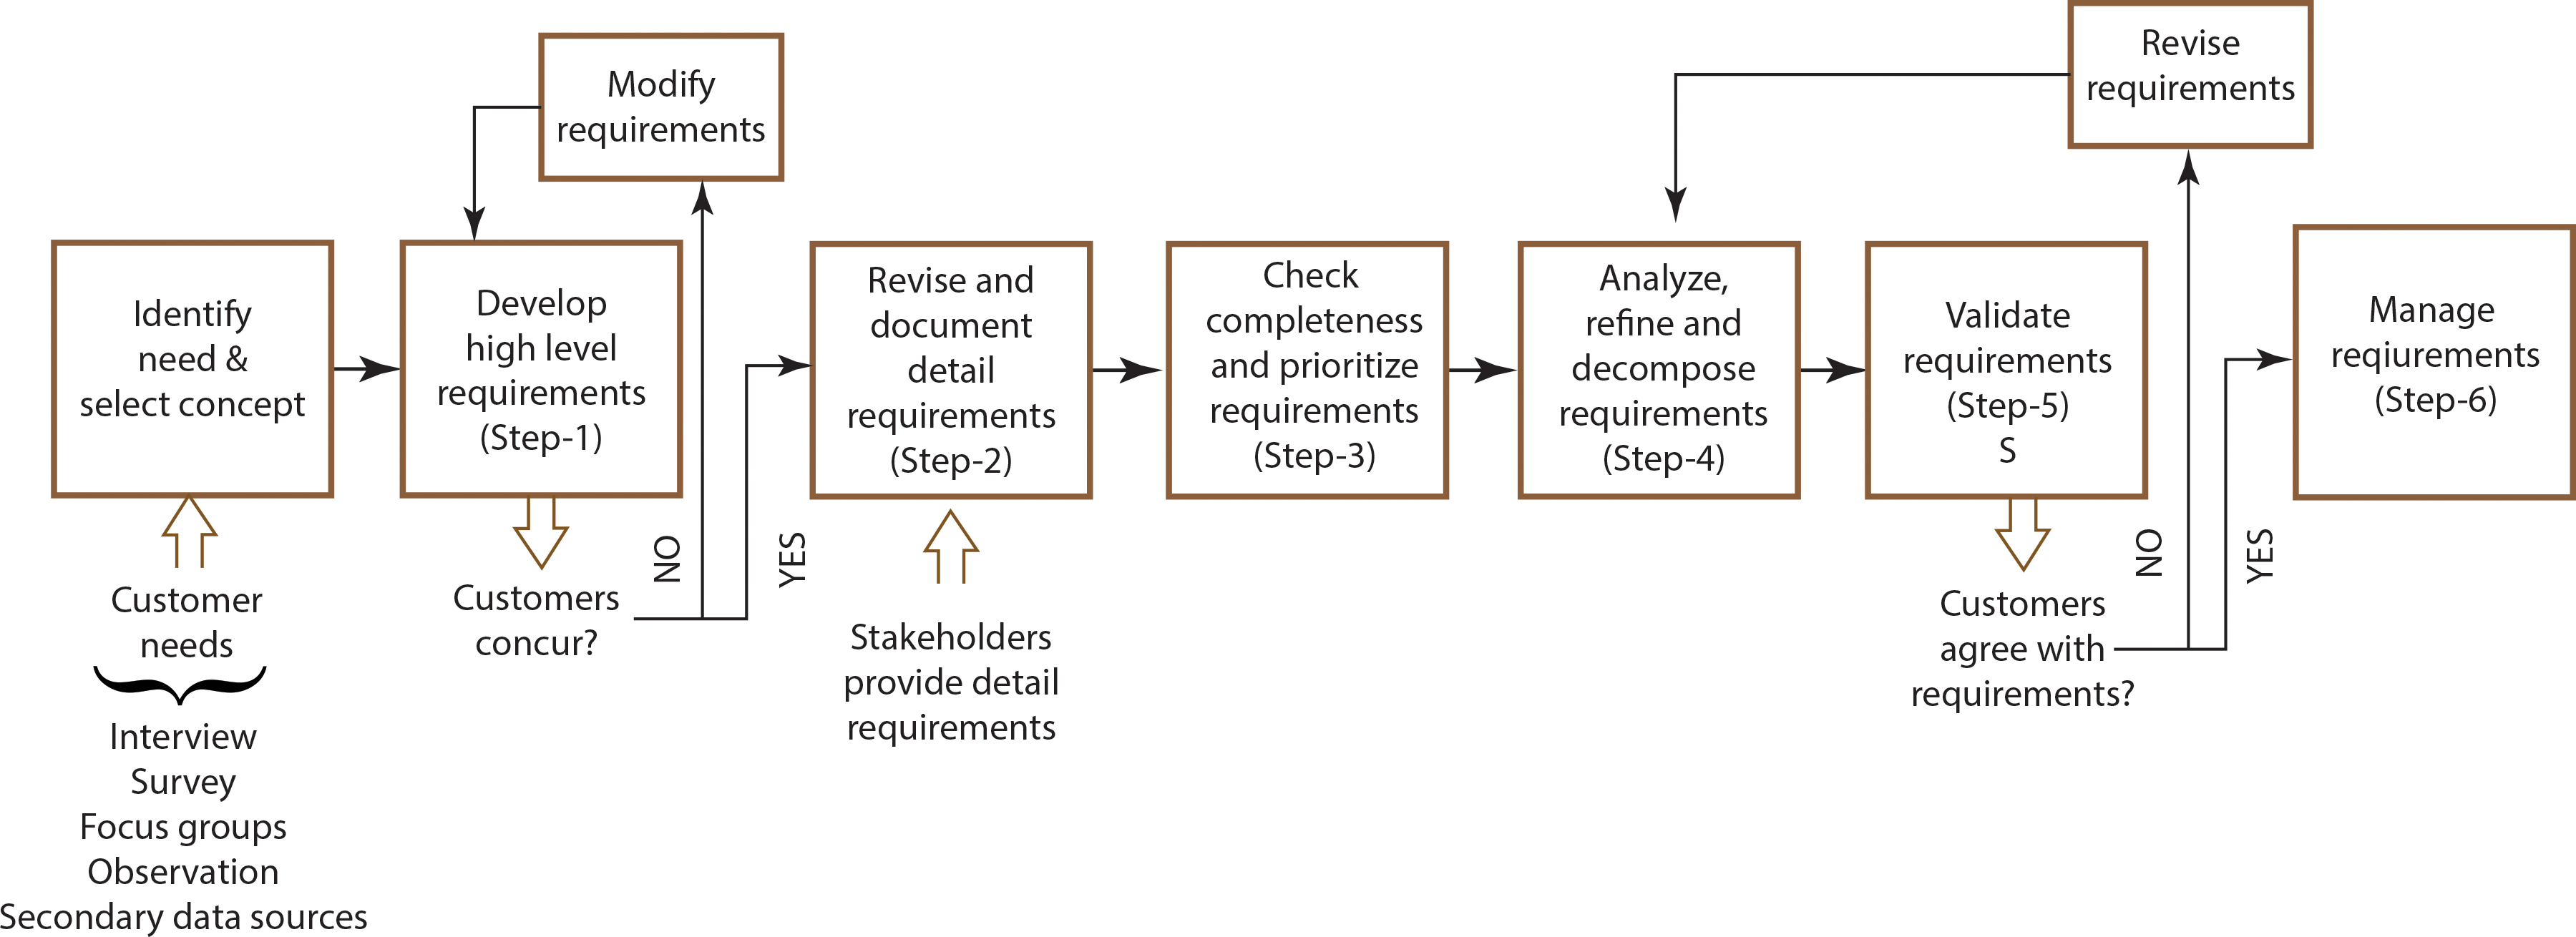 Modify
requirements
Revise
requirements
Identify
need &
select concept
Develop
high level
requirements
(Step-1)
Revise and
document
detail
requirements
(Step-2)
Check
completeness
and prioritize
requirements
(Step-3)
Analyze,
refine and
decompose
requirements
(Step-4)
Validate
requirements
(Step-5)
S
Manage
reqiurements
(Step-6)
Customer
needs
Interview
Survey
Focus groups
Observation
Secondary data sources
Customers
concur?
NO
YES
Stakeholders
provide detail
requirements
Customers
agree with
requirements?
NO
YES